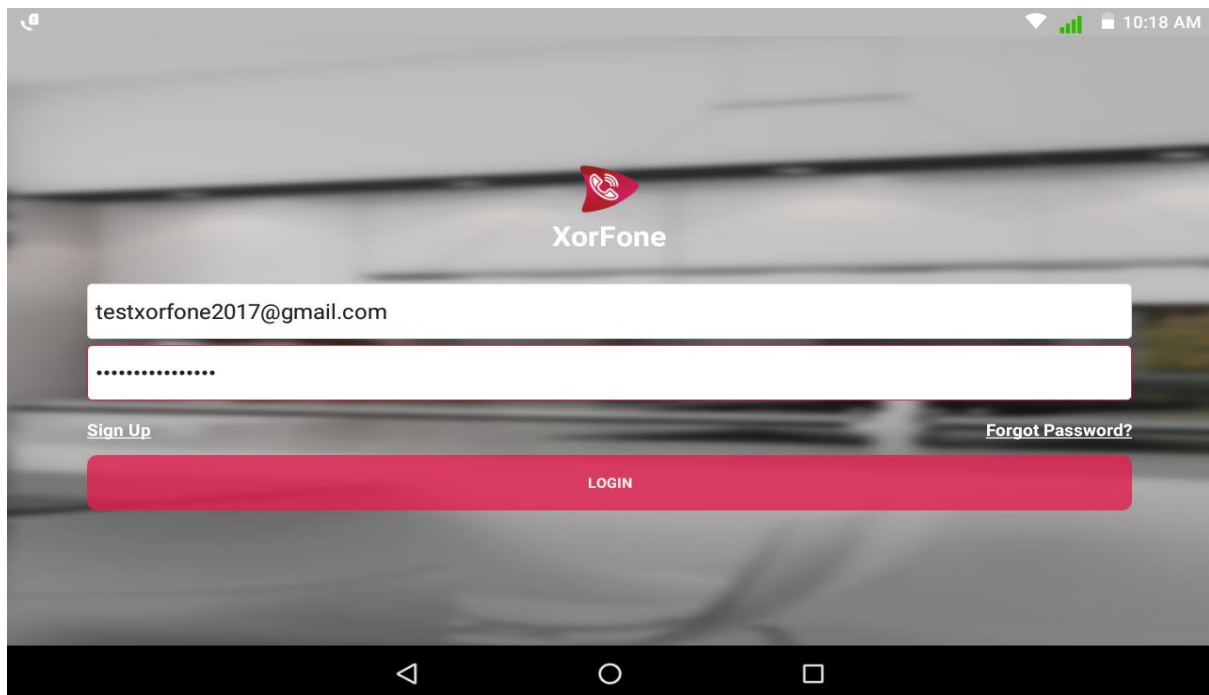 10:18 AM
XorFone
testxorfone2017@gmail.com
••••••••••••••••
Sign Up
Forgot Password?
LOGIN